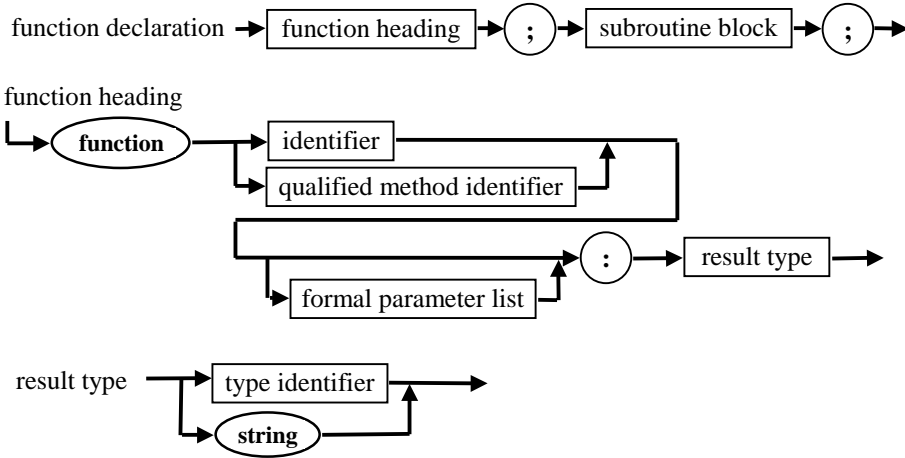 function declaration function heading ; subroutine block ;
function heading
function identifier
qualified method identifier
: result type
formal parameter list
result type type identifier
string